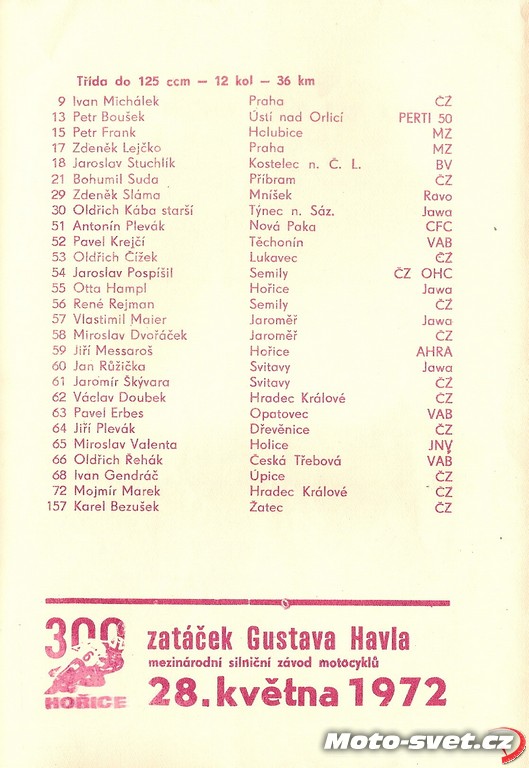 Třída do 125 ccm — 12 kol — 36 km
9 Ivan Michálek Praha ČZ
13 Petr Boušek Ústí nad Orlicí PERTI 50
15 Petr Frank Holubice MZ
17 Zdeněk Lejčko Praha MZ
18 Jaroslav Stuchlík Kostelec n. Č. L. BV
21 Bohumil Suda Příbram ČZ
29 Zdeněk Sláma Mníšek Ravo
30 Oldřich Kába starší Týnec n. Sáz. Jawa
51 Antonín Plevák Nová Paka CFC
52 Pavel Krejčí Těchonín VAB
53 Oldřich Čížek Lukavec ČZ
54 Jaroslav Pospíšil Semily ČZ OHC
55 Otta Hampl Hořice Jawa
56 René Rejman Semily ČZ
57 Vlastimil Maier Jaroměř Jawa
58 Miroslav Dvořáček Jaroměř ČZ
59 Jiří Messaroš Hořice AHRA
60 Jan Růžička Svitavy Jawa
61 Jaromír Škývara Svitavy ČZ
62 Václav Doubek Hradec Králové ČZ
63 Pavel Erbes Opatovec VAB
64 Jiří Plevák Dřevěnice ČZ
65 Miroslav Valenta Holice JNV
66 Oldřich Řehák Česká Třebová VAB
68 Ivan Gendráč Úpice ČZ
72 Mojmír Marek Hradec Králové ČZ
157 Karel Bezušek Žatec ČZ
300 zatáček Gustava Havla
mezinárodní silniční závod motocyklů
HOŘICE 28. května 1972
Moto-svet.cz